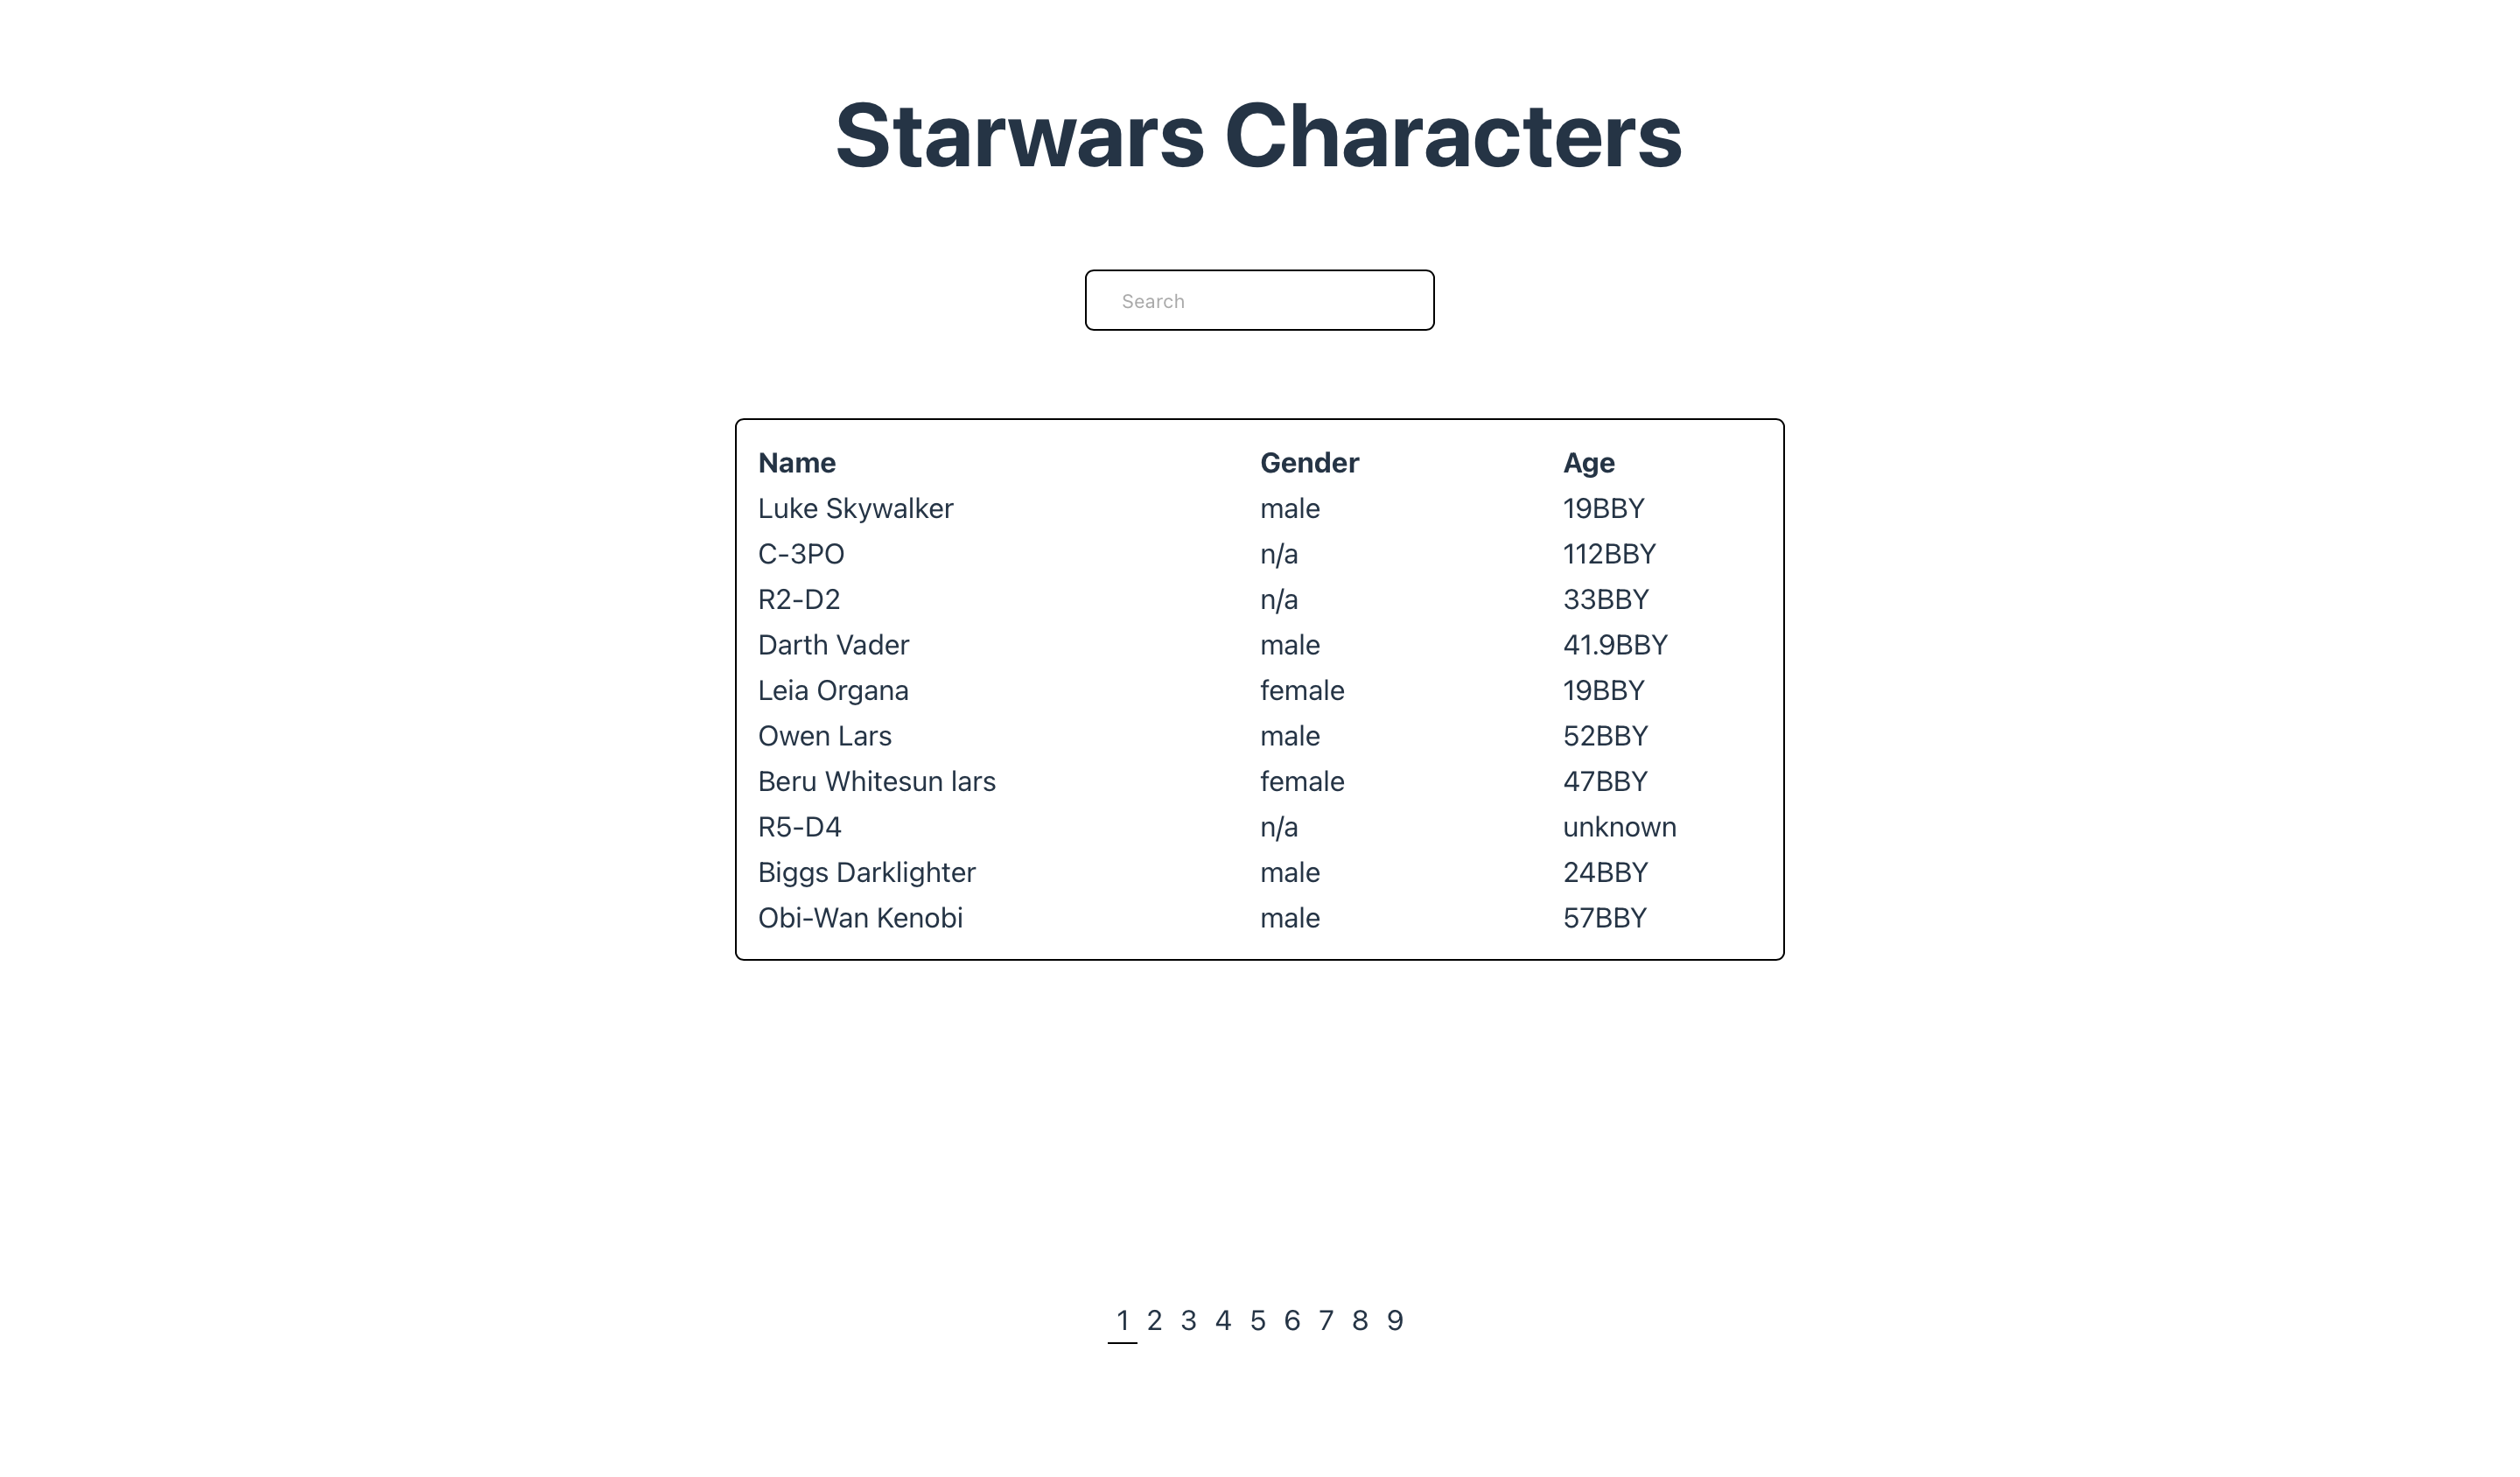 Starwars Characters
Search
Name Gender Age
Luke Skywalker male 19BBY
C-3PO n/a 112BBY
R2-D2 n/a 33BBY
Darth Vader male 41.9BBY
Leia Organa female 19BBY
Owen Lars male 52BBY
Beru Whitesun lars female 47BBY
R5-D4 n/a unknown
Biggs Darklighter male 24BBY
Obi-Wan Kenobi male 57BBY
1 2 3 4 5 6 7 8 9